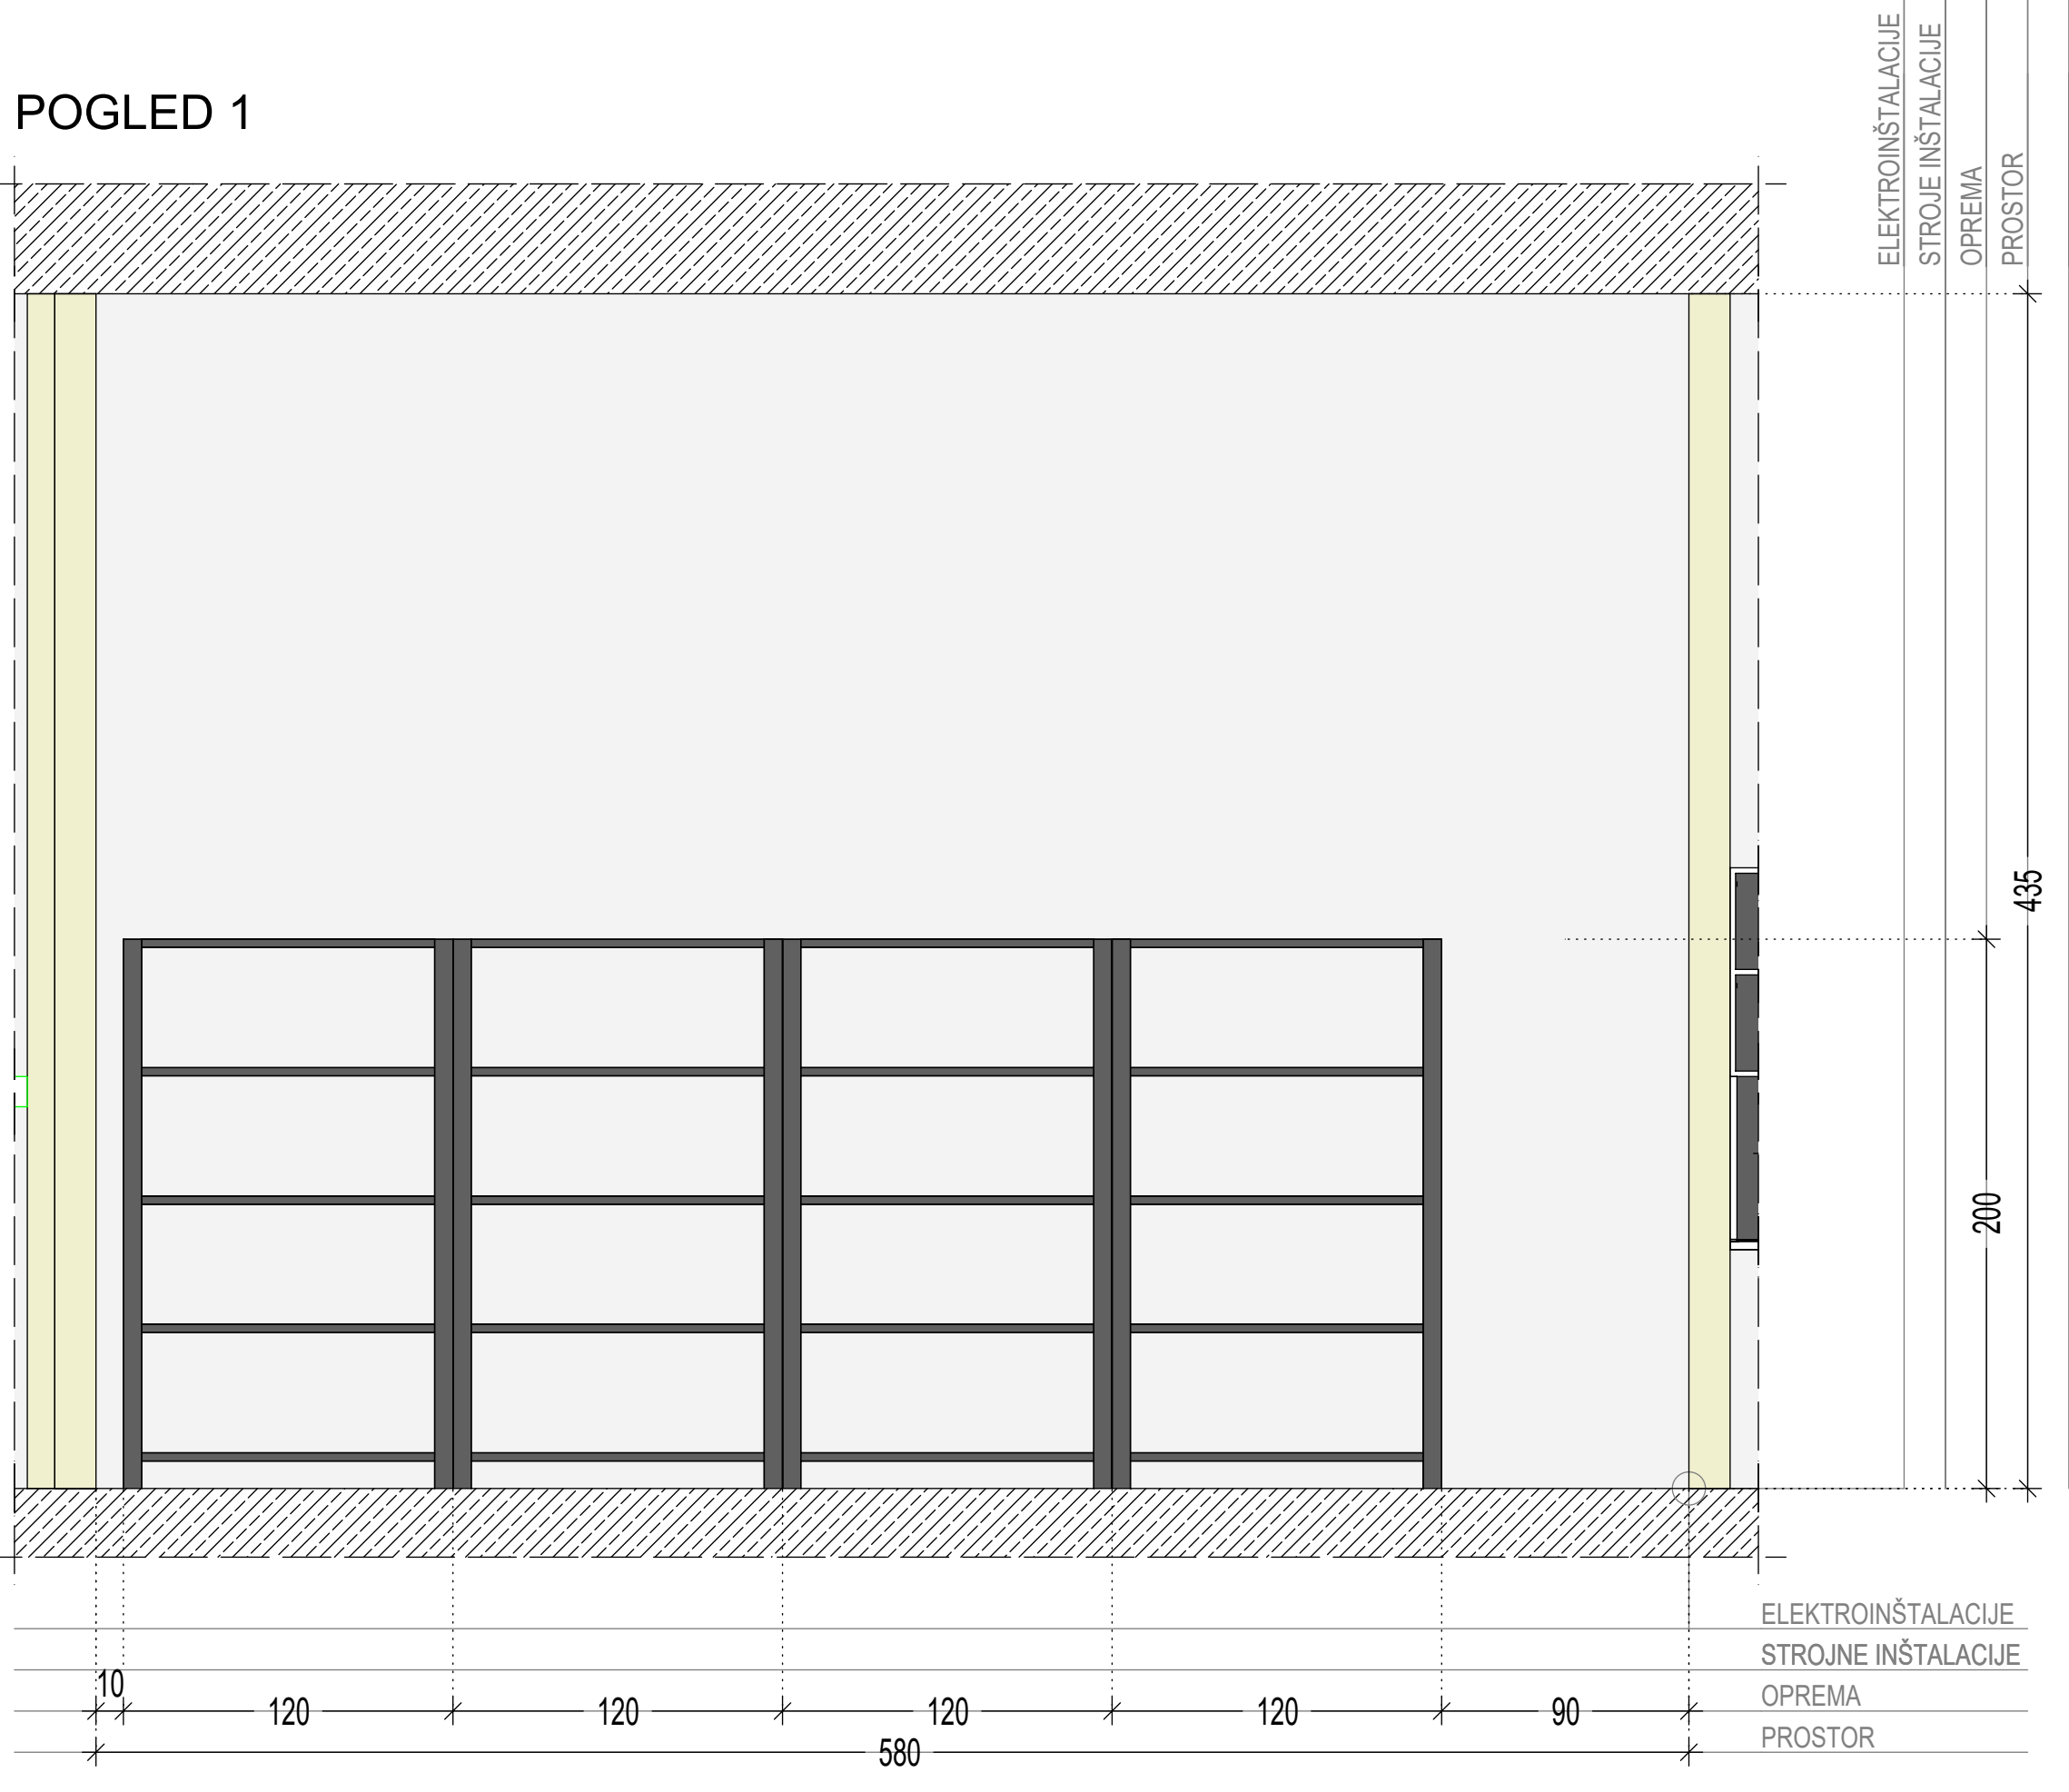 POGLED 1
ELEKTROINŠTALACIJE
STROJE INŠTALACIJE
OPREMA
PROSTOR
435
200
ELEKTROINŠTALACIJE
STROJNE INŠTALACIJE
10
OPREMA
120
120
120
120
90
PROSTOR
580